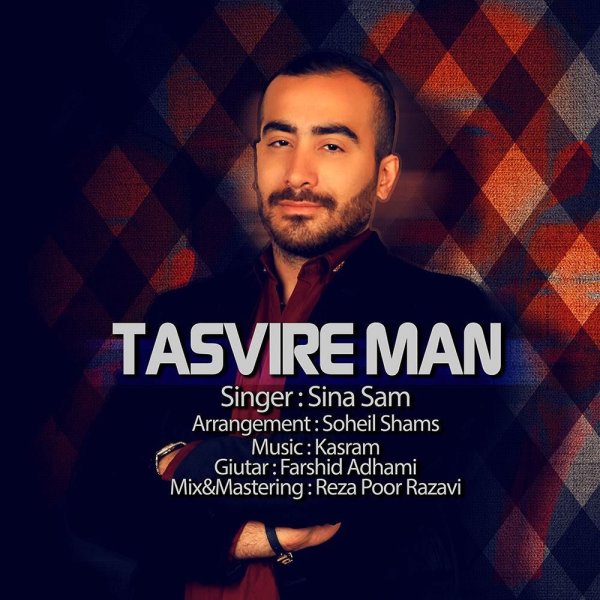 TASVIRE MAN
Singer : Sina Sam
Arrangement : Soheil Shams
Music : Kasram
Giutar : Farshid Adhami
Mix&Mastering : Reza Poor Razavi